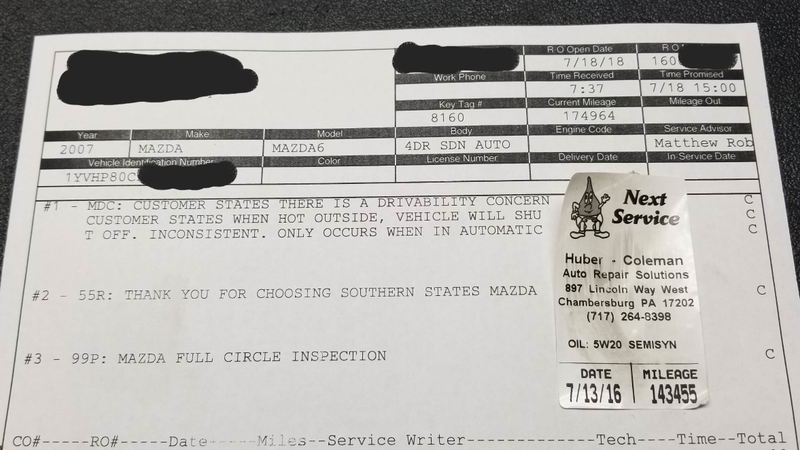 R O Open Date
7/18/18
160
Work Phone
Time Received
Time Promised
7:37
7/18 15:00
Key Tag #
Current Mileage
Mileage Out
8160
174964
Year
Make
Model
Body
Engine Code
Service Advisor
2007
MAZDA
MAZDA6
4DR SDN AUTO
Matthew Rob
Vehicle Identification Number
Color
License Number
Delivery Date
In-Service Date
1YVHP80C
#1 - MDC: CUSTOMER STATES THERE IS A DRIVABILITY CONCERN C
CUSTOMER STATES WHEN HOT OUTSIDE, VEHICLE WILL SHU C
T OFF. INCONSISTENT. ONLY OCCURS WHEN IN AUTOMATIC C
#2 - 55R: THANK YOU FOR CHOOSING SOUTHERN STATES MAZDA C
#3 - 99P: MAZDA FULL CIRCLE INSPECTION C
Next
Service
Huber - Coleman
Auto Repair Solutions
897 Lincoln Way West
Chambersburg PA 17202
(717) 264-8398
OIL: 5W20 SEMISYN
DATE MILEAGE
7/13/16 143455
CO#-----RO#-----Date-----Miles--Service Writer-------------Tech----Time--Total